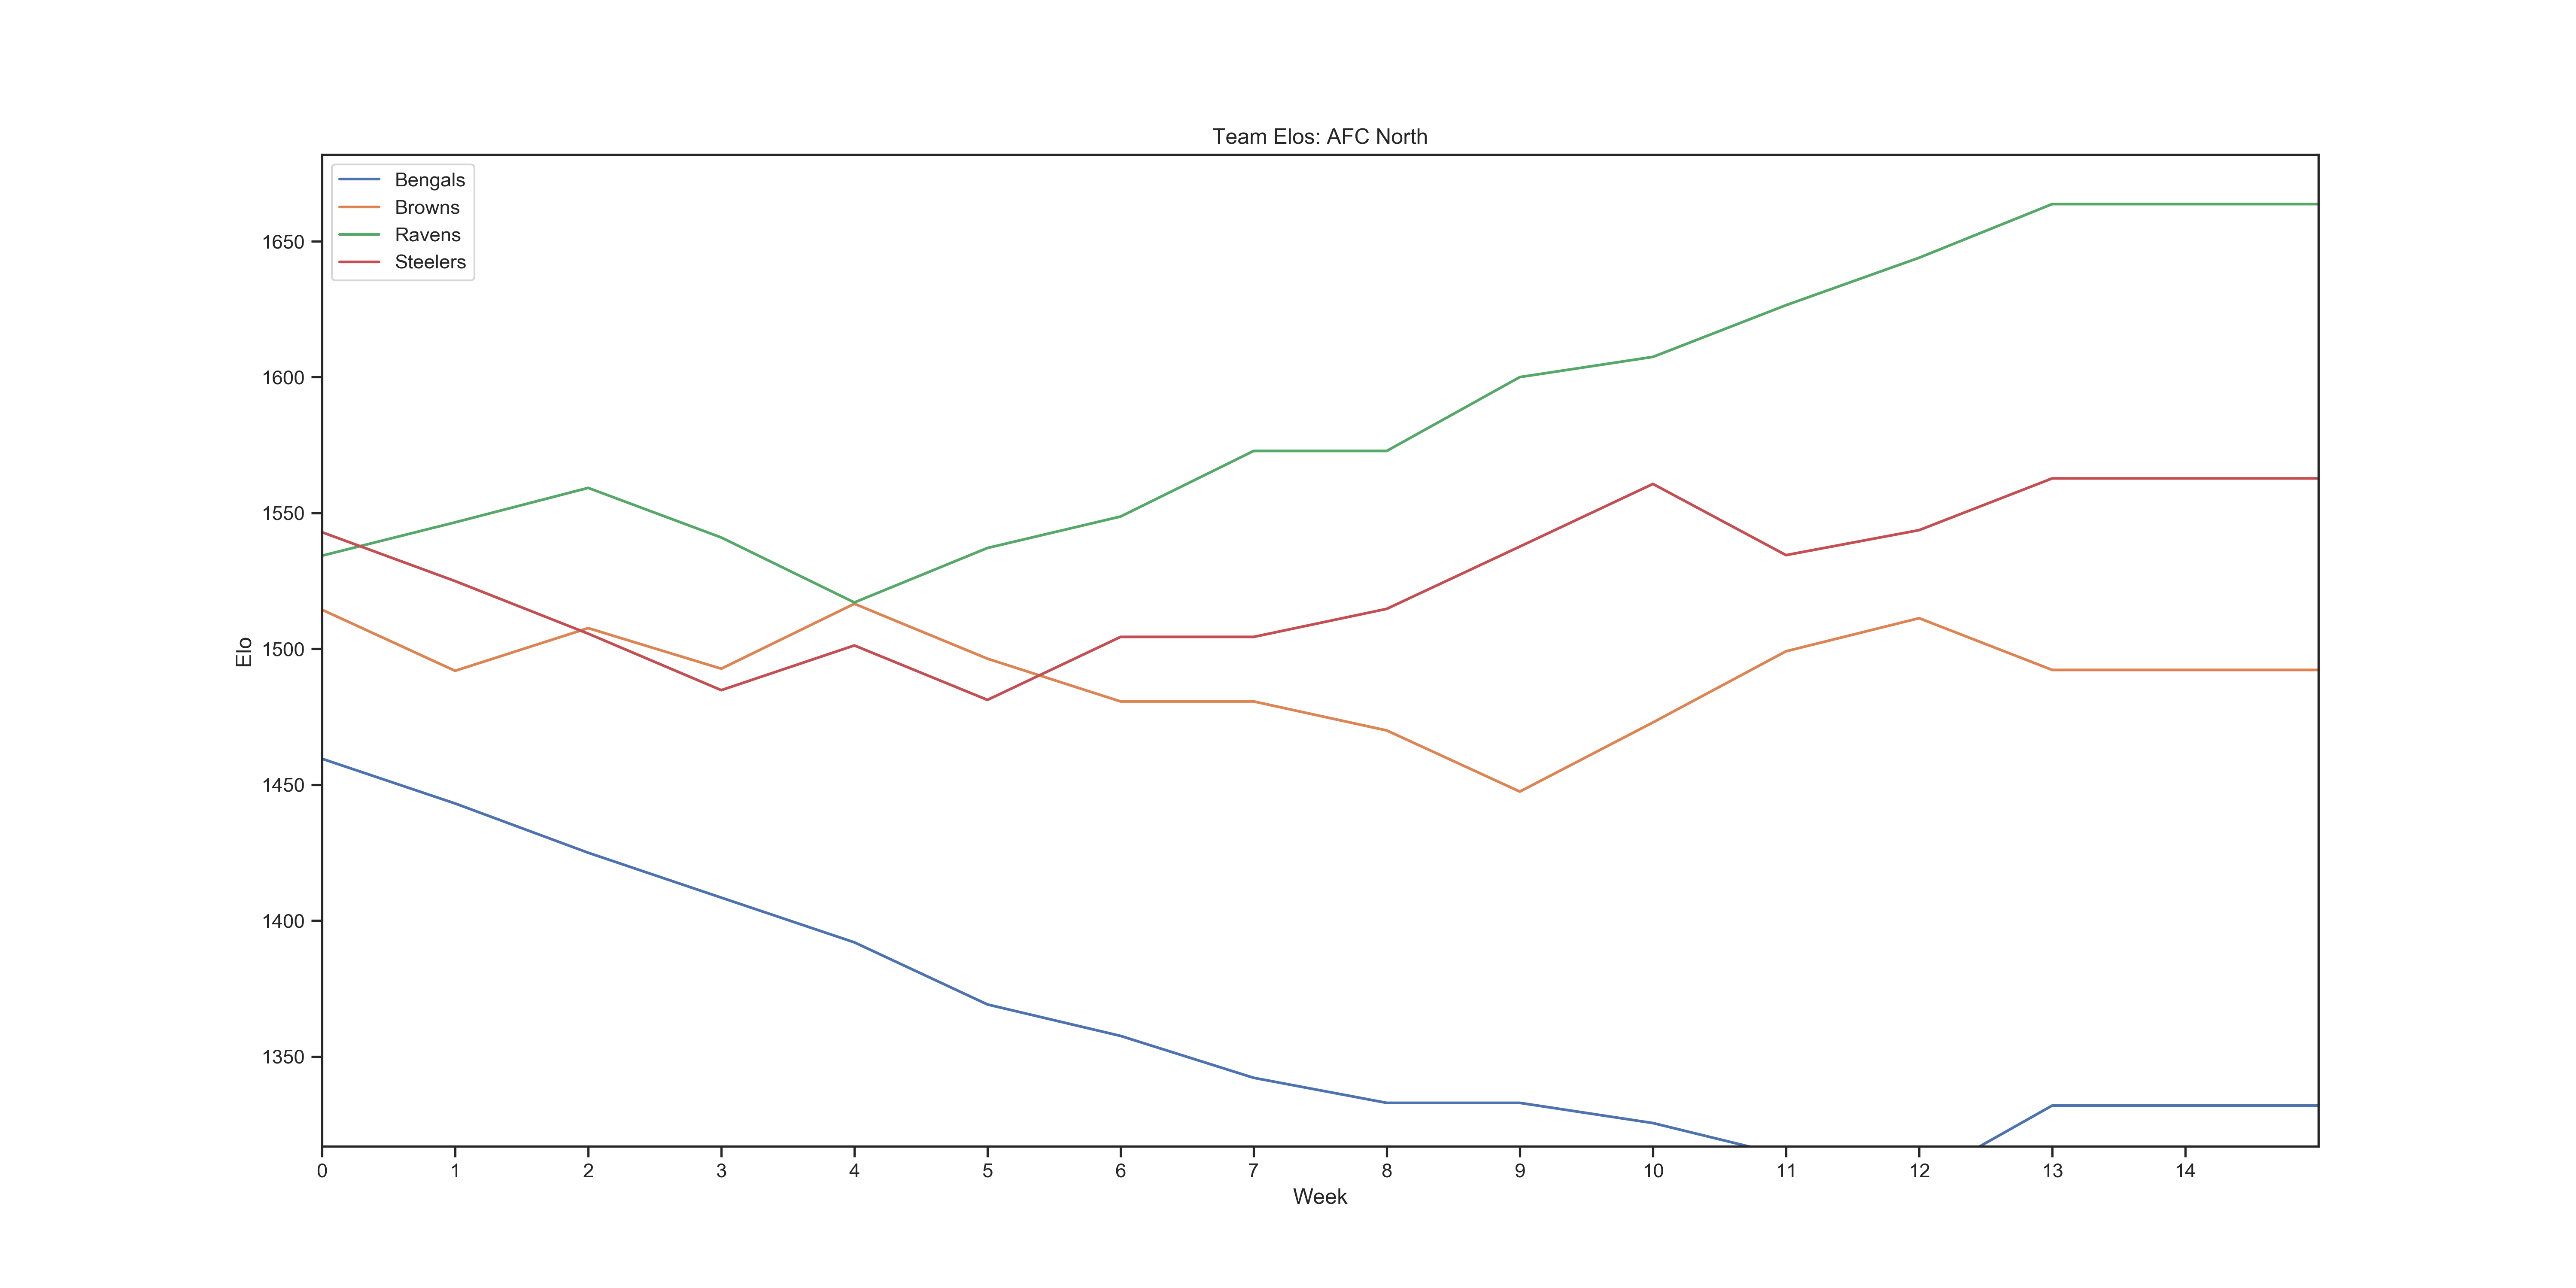 Team Elos: AFC North
Bengals
Browns
Ravens
Steelers
1650
1600
1550
1500
1450
1400
1350
Elo
0 1 2 3 4 5 6 7 8 9 10 11 12 13 14
Week